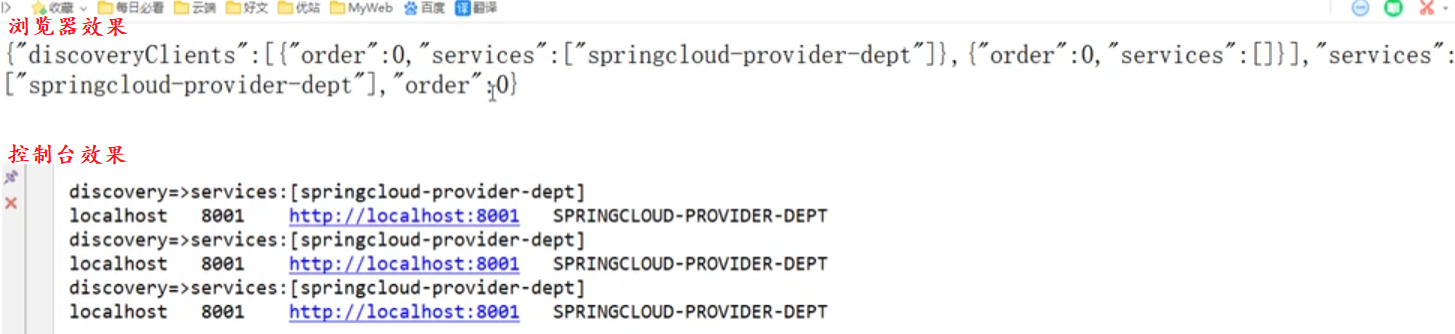 收藏 每日必看 云端 好文 优站 MyWeb 百度 译 翻译
浏览器效果
{"discoveryClients":[{"order":0,"services":["springcloud-provider-dept"]},{"order":0,"services":[]}],"services":
["springcloud-provider-dept"],"order":0}
控制台效果
discovery=>services:[springcloud-provider-dept]
localhost 8001 http://localhost:8001 SPRINGCLOUD-PROVIDER-DEPT
discovery=>services:[springcloud-provider-dept]
localhost 8001 http://localhost:8001 SPRINGCLOUD-PROVIDER-DEPT
discovery=>services:[springcloud-provider-dept]
localhost 8001 http://localhost:8001 SPRINGCLOUD-PROVIDER-DEPT